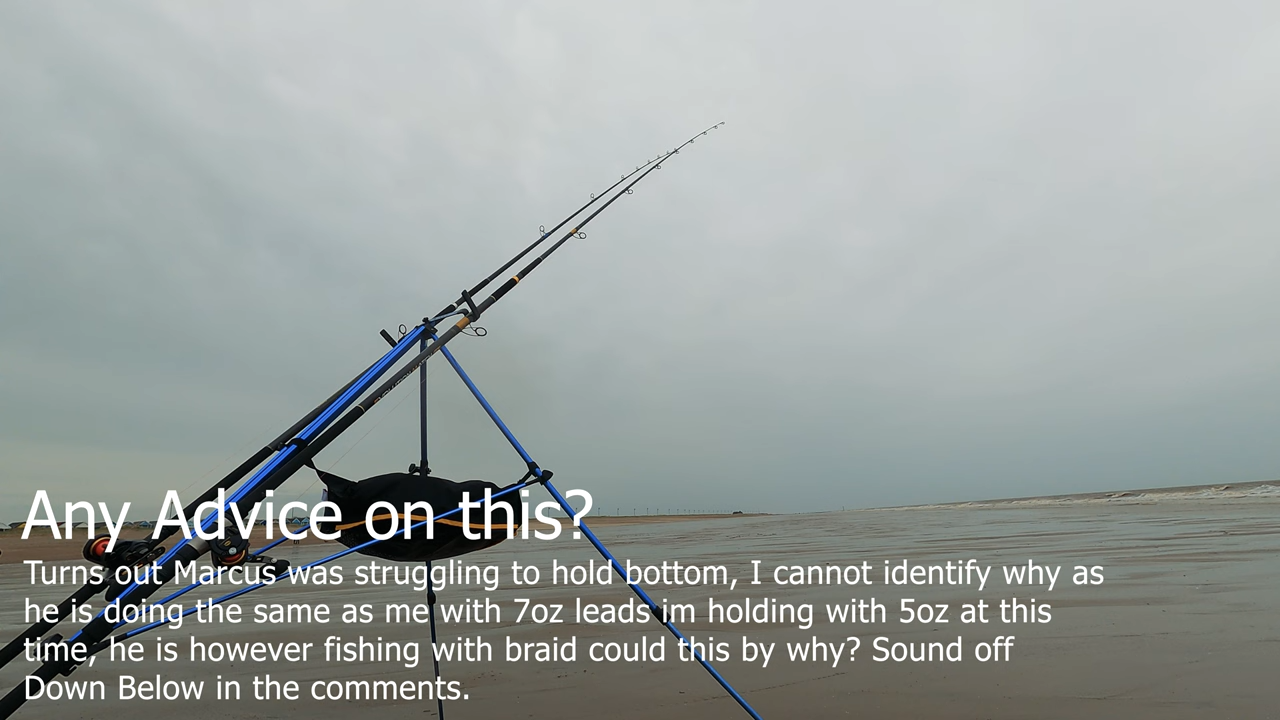 Any Advice on this?
Turns out Marcus was struggling to hold bottom, I cannot identify why as
he is doing the same as me with 7oz leads im holding with 5oz at this
time, he is however fishing with braid could this by why? Sound off
Down Below in the comments.